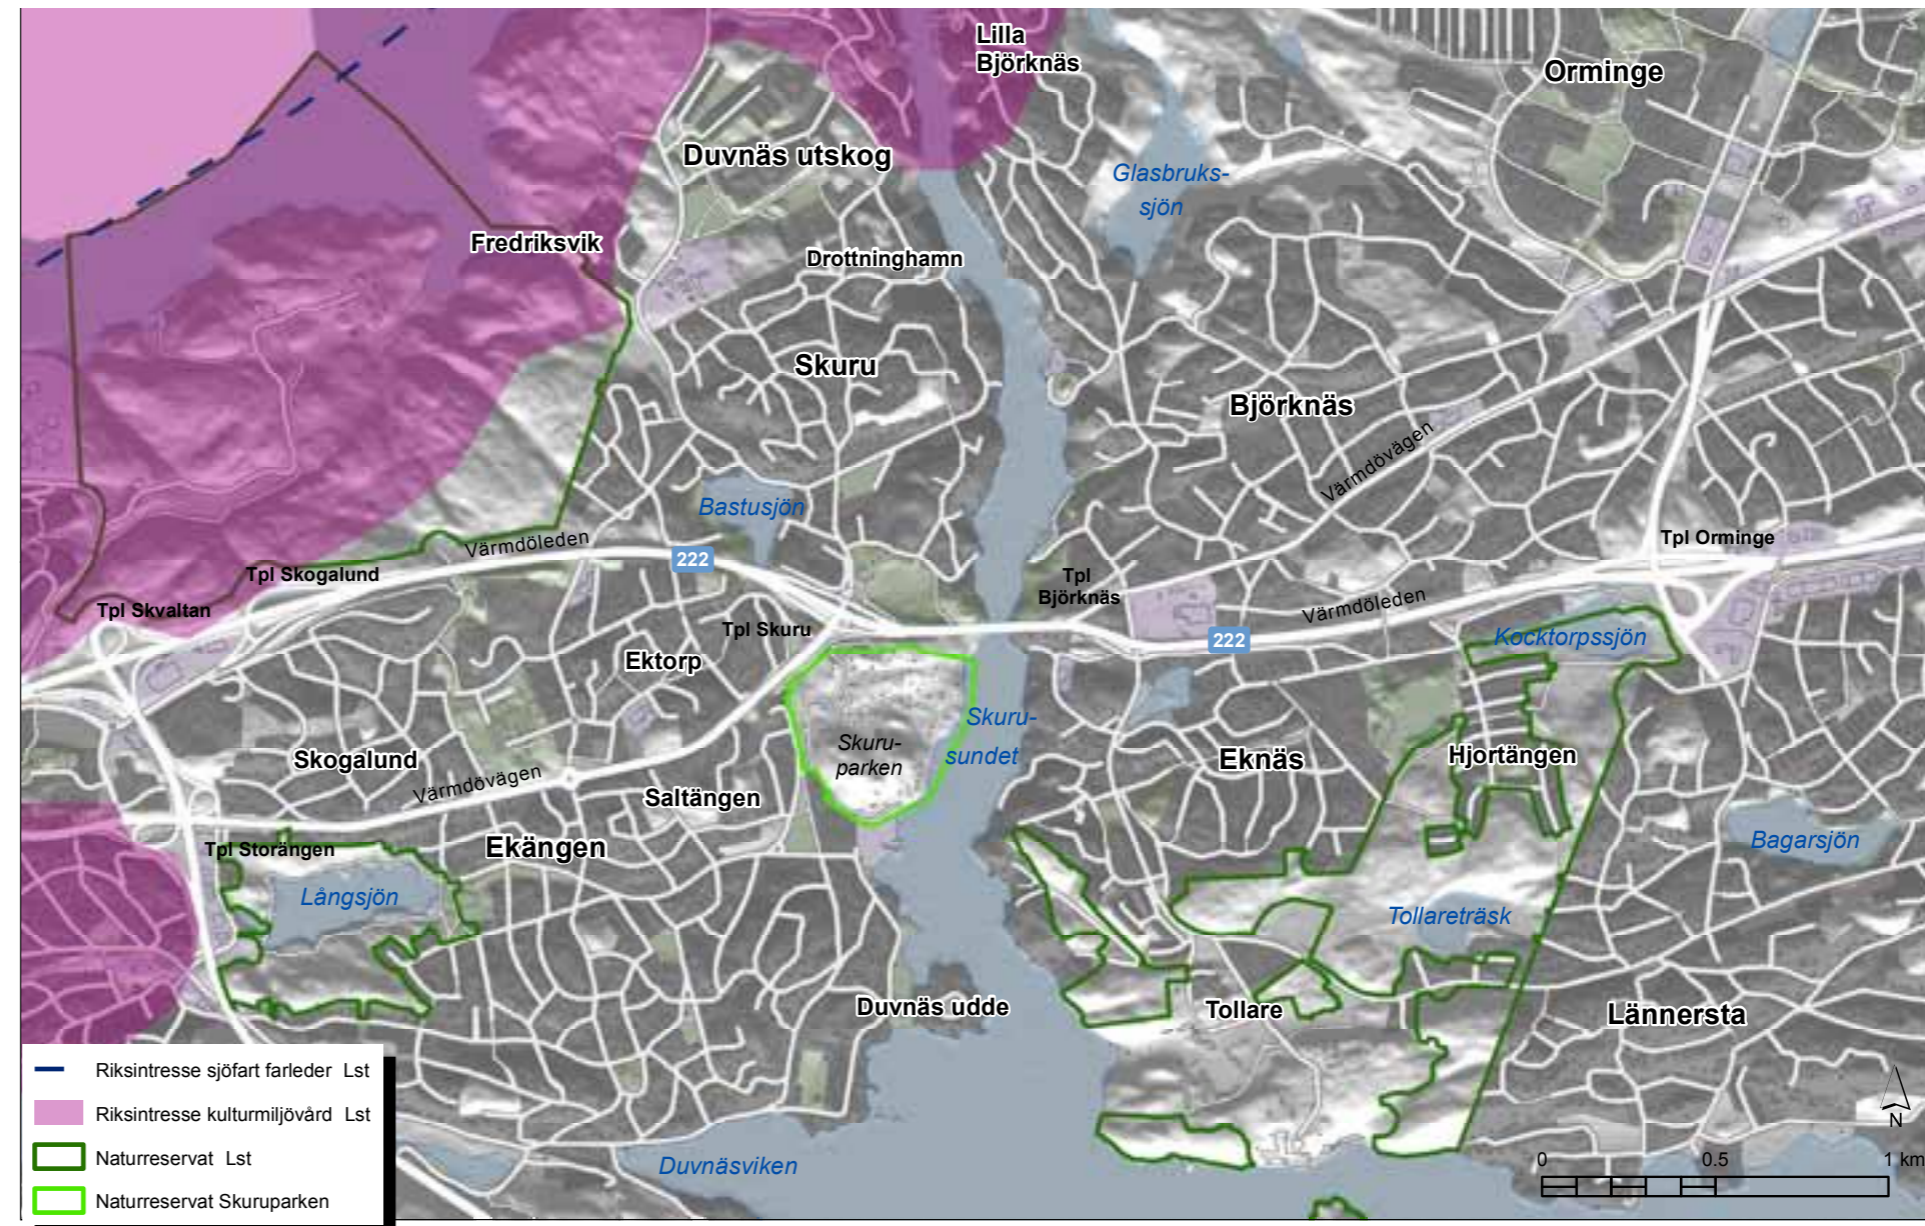 Lilla
Björknäs
Orminge
Duvnäs utskog
Glasbruks-
sjön
Fredriksvik
Drottninghamn
Skuru
Björknäs
Värmdövägen
Bastusjön
Värmdöleden
222
Tpl Orminge
Tpl Skogalund
Tpl
Björknäs
Tpl Skvaltan
Värmdöleden
Tpl Skuru
222
Kocktorpssjön
Ektorp
Skuru-
sundet
Skuru-
parken
Skogalund
Eknäs
Hjortängen
Värmdövägen
Saltängen
Tpl Storängen
Ekängen
Bagarsjön
Långsjön
Tollareträsk
Duvnäs udde
Tollare
Lännersta
Riksintresse sjöfart farleder Lst
Riksintresse kulturmiljövård Lst
Naturreservat Lst
Naturreservat Skuruparken
Duvnäsviken
N
0 0.5 1 km